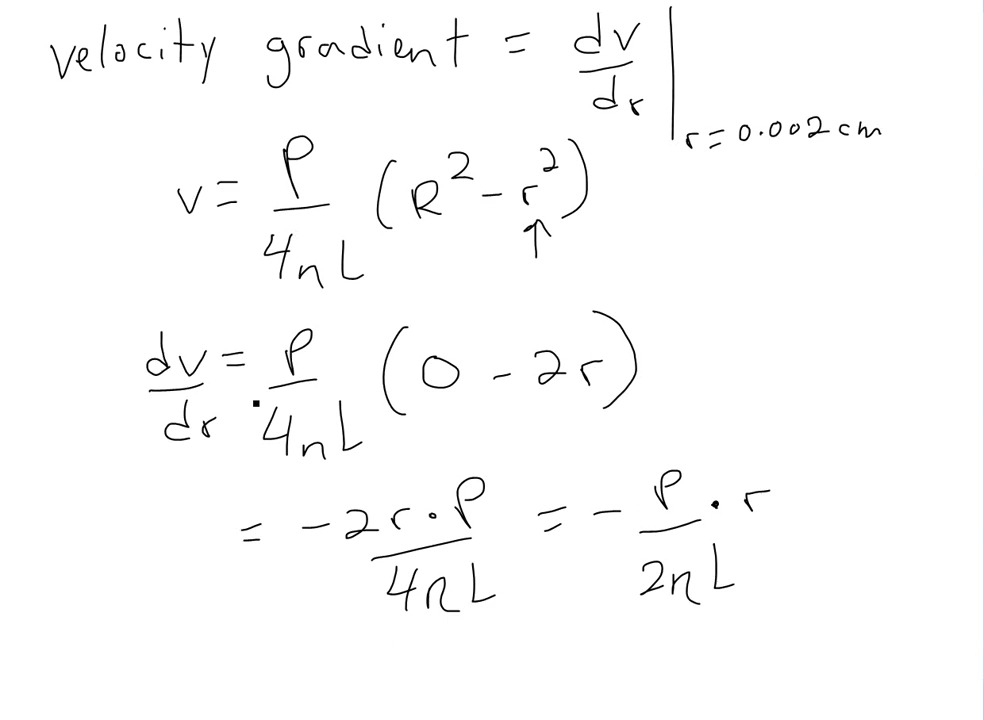 velocity gradient = dv/dr |r=0.002cm
v = P/4nL (R² - r²)
↑
dv/dr = P/4nL (0 - 2r)
= -2r·P/4nL = - P/2nL · r